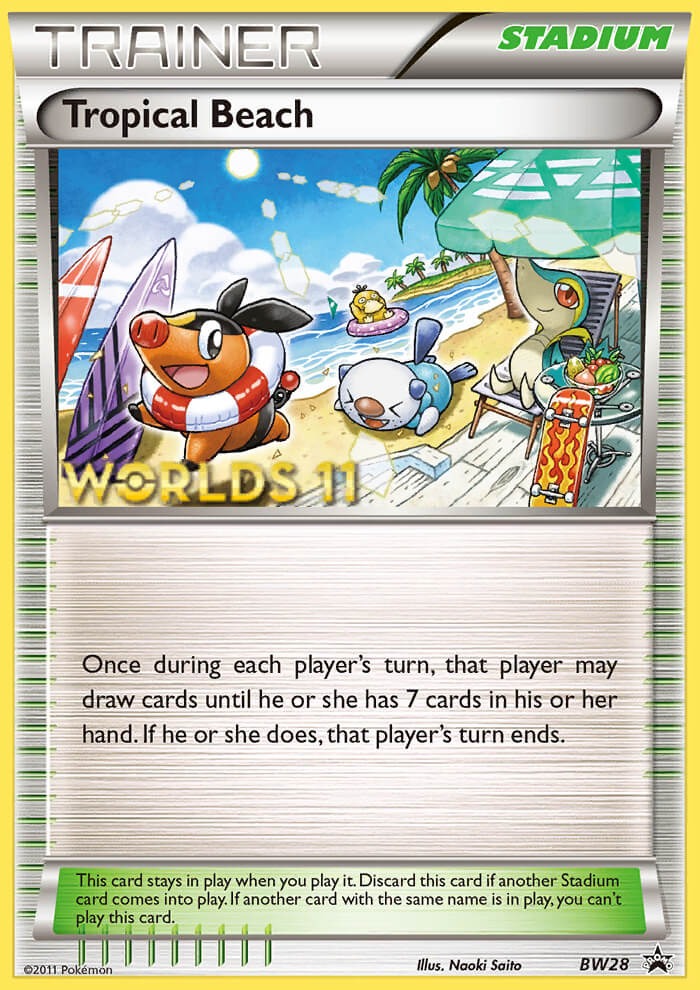 TRAINER
STADIUM
Tropical Beach
WORLDS 11
Once during each player's turn, that player may
draw cards until he or she has 7 cards in his or her
hand. If he or she does, that player's turn ends.
This card stays in play when you play it. Discard this card if another Stadium
card comes into play. If another card with the same name is in play, you can't
play this card.
©2011 Pokémon
Illus. Naoki Saito
BW28
PROMO